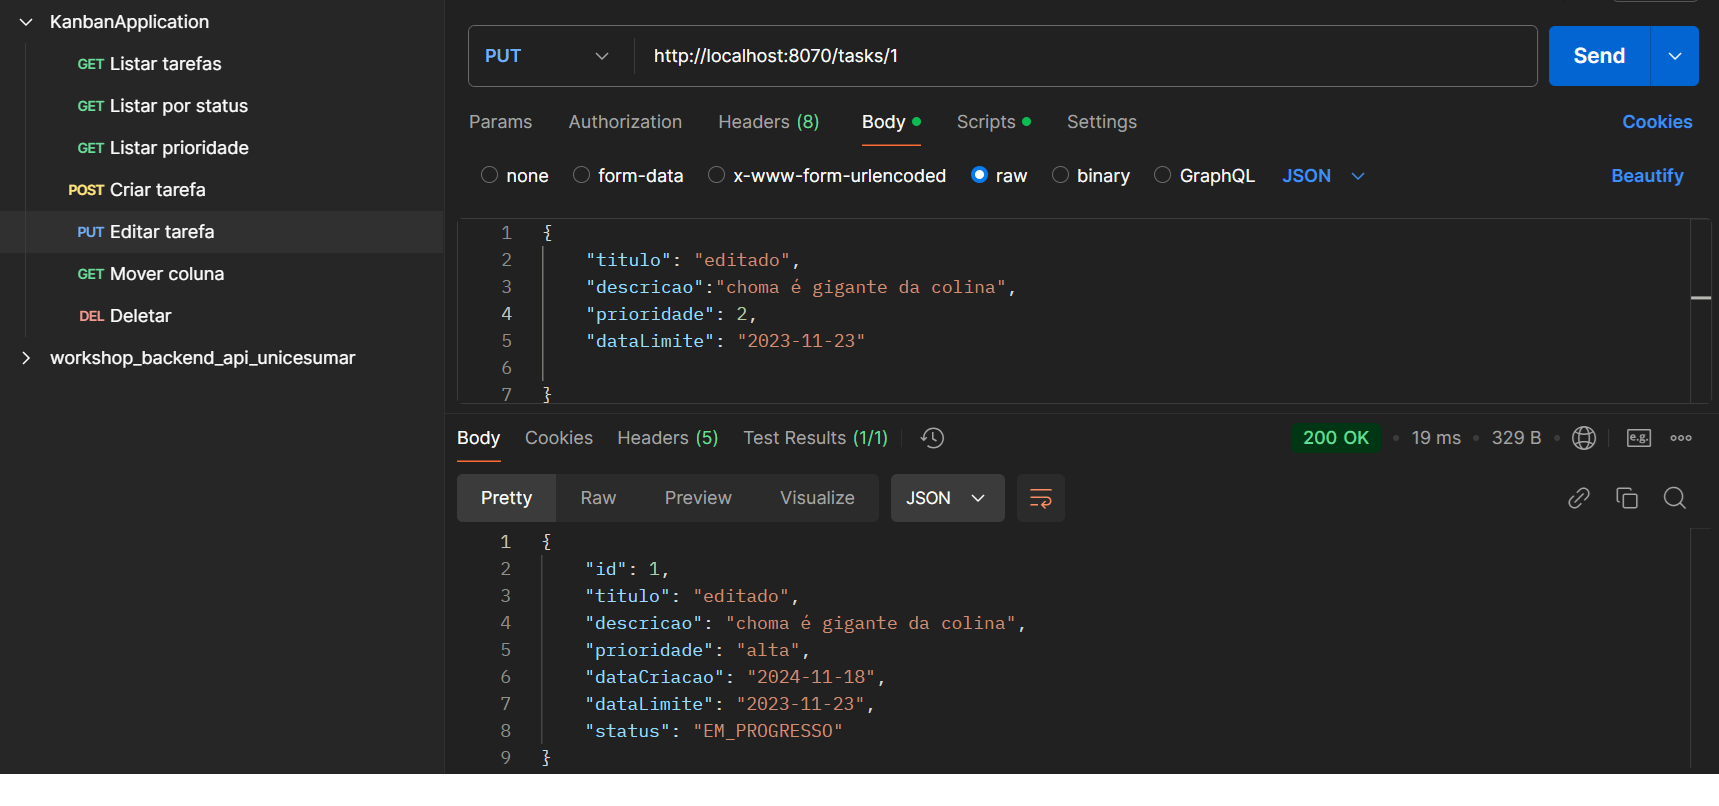 KanbanApplication
GET Listar tarefas
GET Listar por status
GET Listar prioridade
POST Criar tarefa
PUT Editar tarefa
GET Mover coluna
DEL Deletar
workshop_backend_api_unicesumar
PUT http://localhost:8070/tasks/1 Send
Params Authorization Headers (8) Body Scripts Settings Cookies
none form-data x-www-form-urlencoded raw binary GraphQL JSON Beautify
1 {
2 "titulo": "editado",
3 "descricao":"choma é gigante da colina",
4 "prioridade": 2,
5 "dataLimite": "2023-11-23"
6
7 }
Body Cookies Headers (5) Test Results (1/1) 200 OK 19 ms 329 B e.g.
Pretty Raw Preview Visualize JSON
1 {
2 "id": 1,
3 "titulo": "editado",
4 "descricao": "choma é gigante da colina",
5 "prioridade": "alta",
6 "dataCriacao": "2024-11-18",
7 "dataLimite": "2023-11-23",
8 "status": "EM_PROGRESSO"
9 }